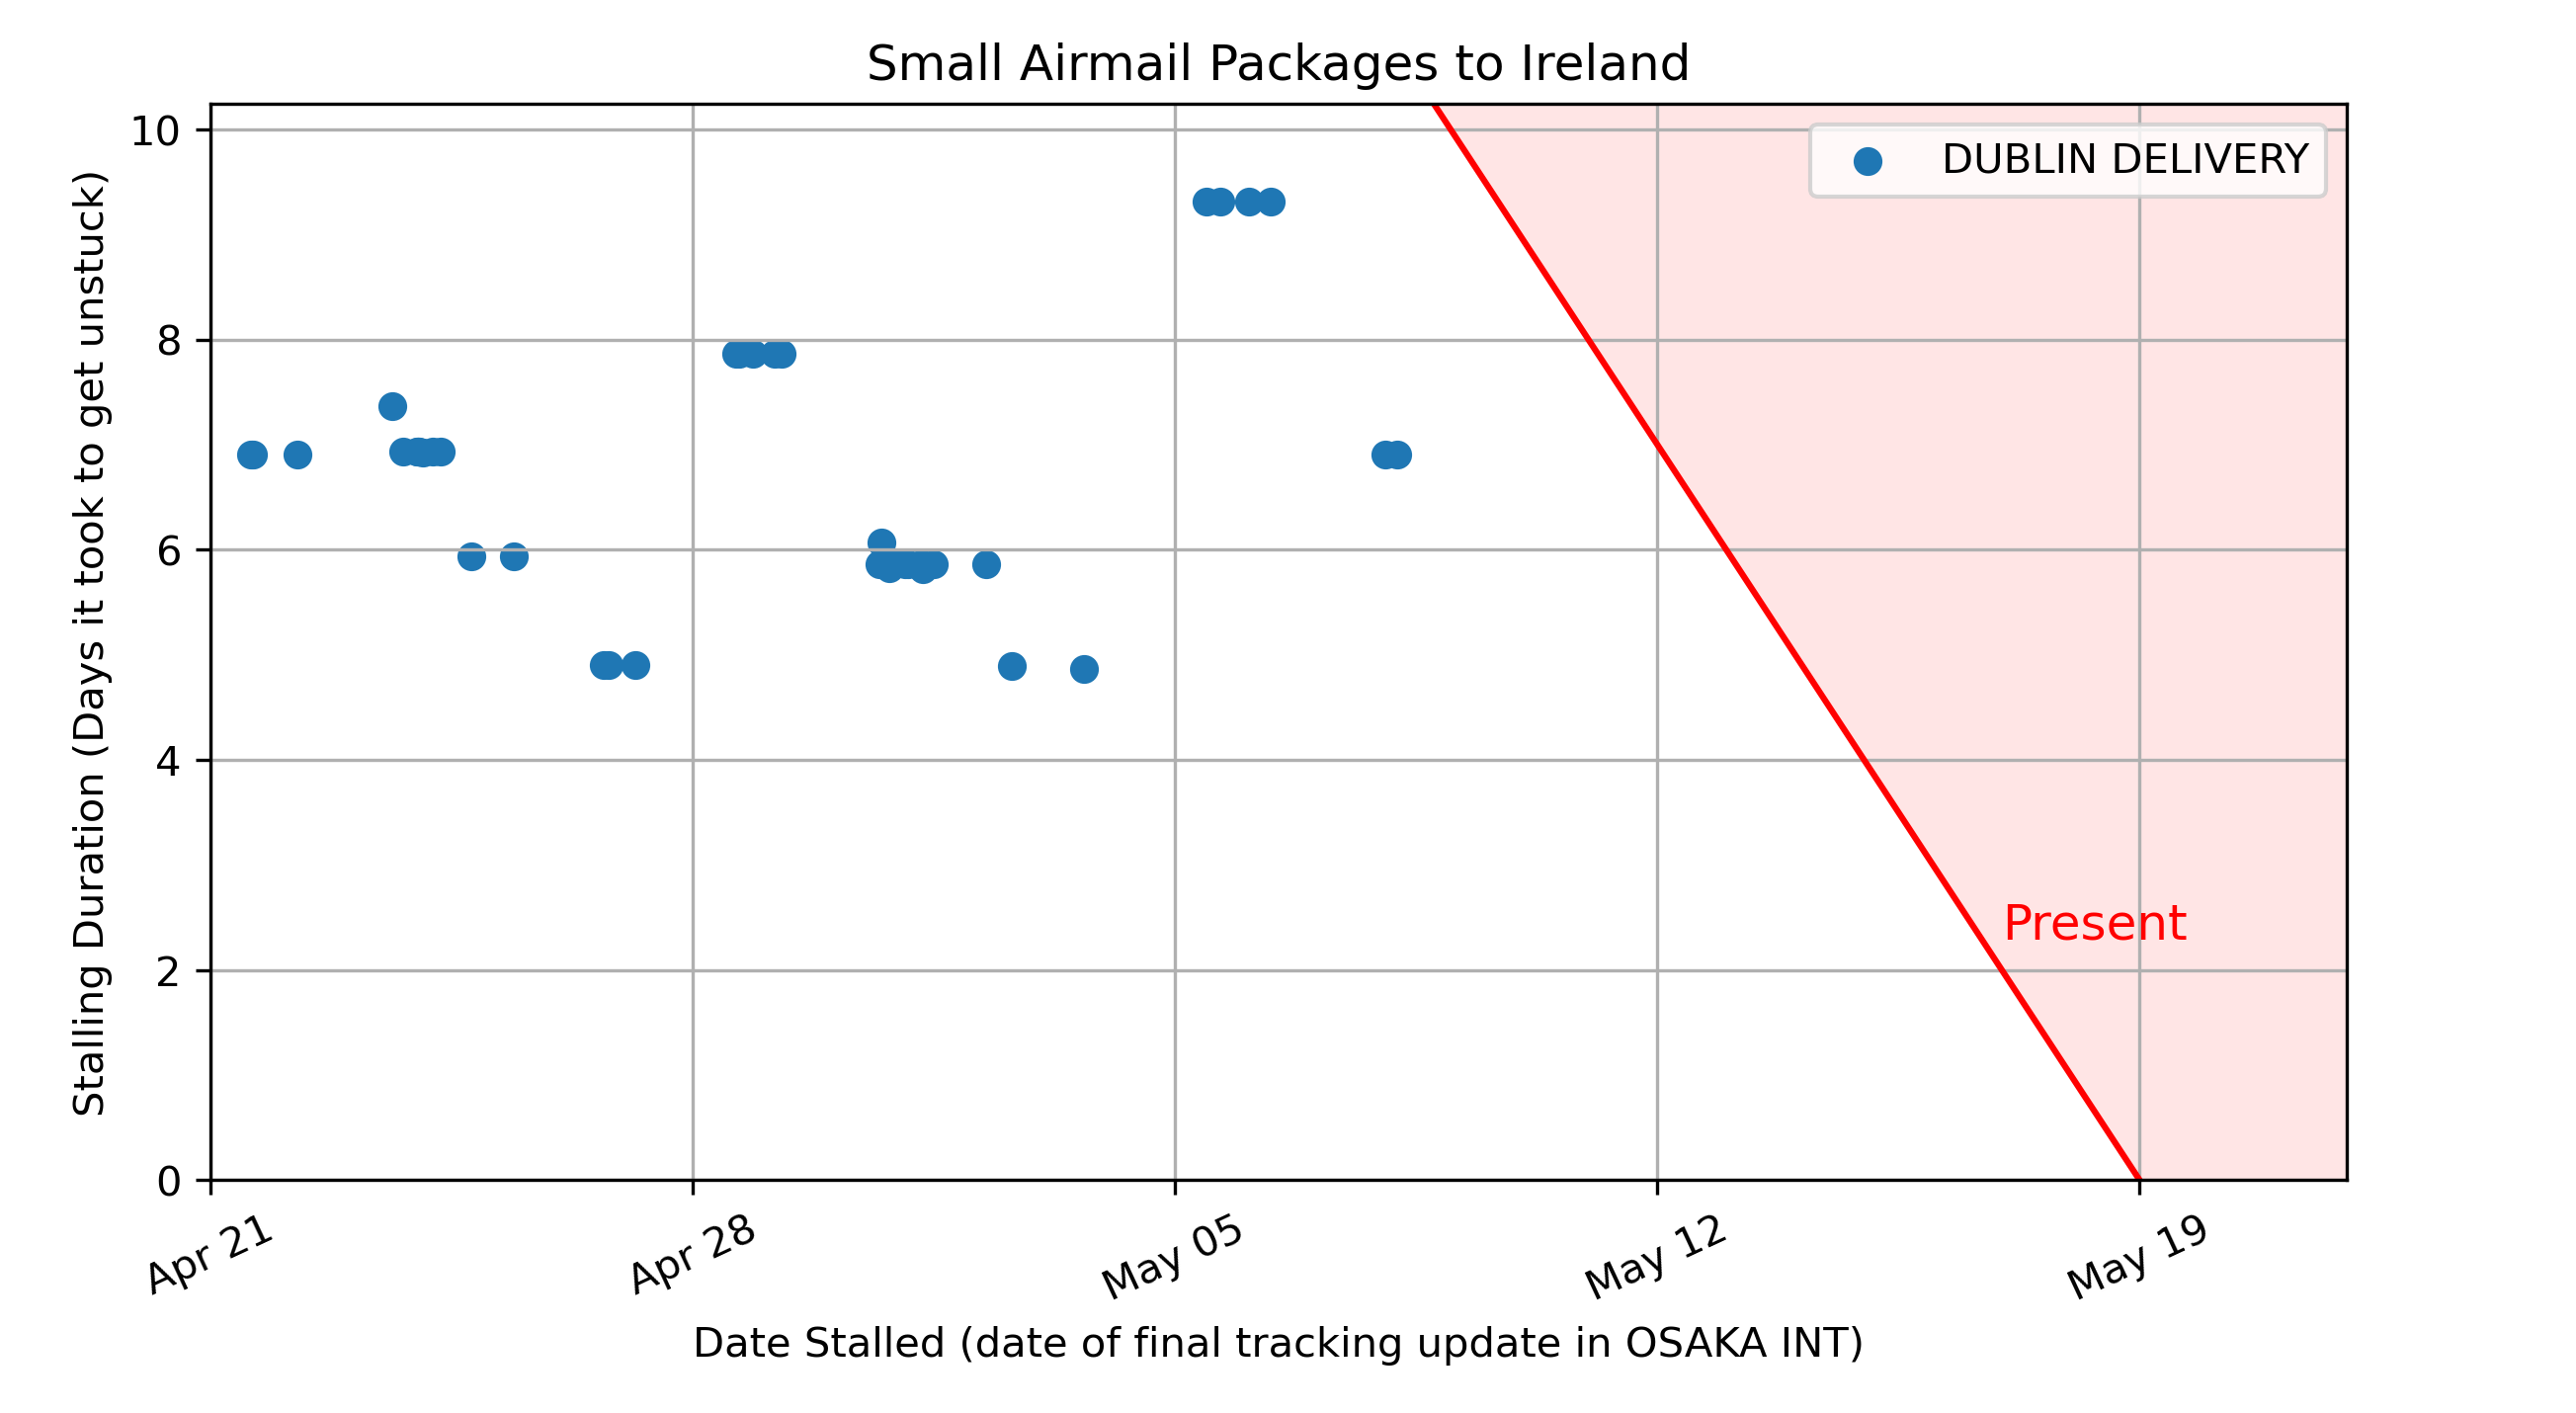 Small Airmail Packages to Ireland
Stalling Duration (Days it took to get unstuck)
10
8
6
4
2
0
DUBLIN DELIVERY
Present
Apr 21
Apr 28
May 05
May 12
May 19
Date Stalled (date of final tracking update in OSAKA INT)